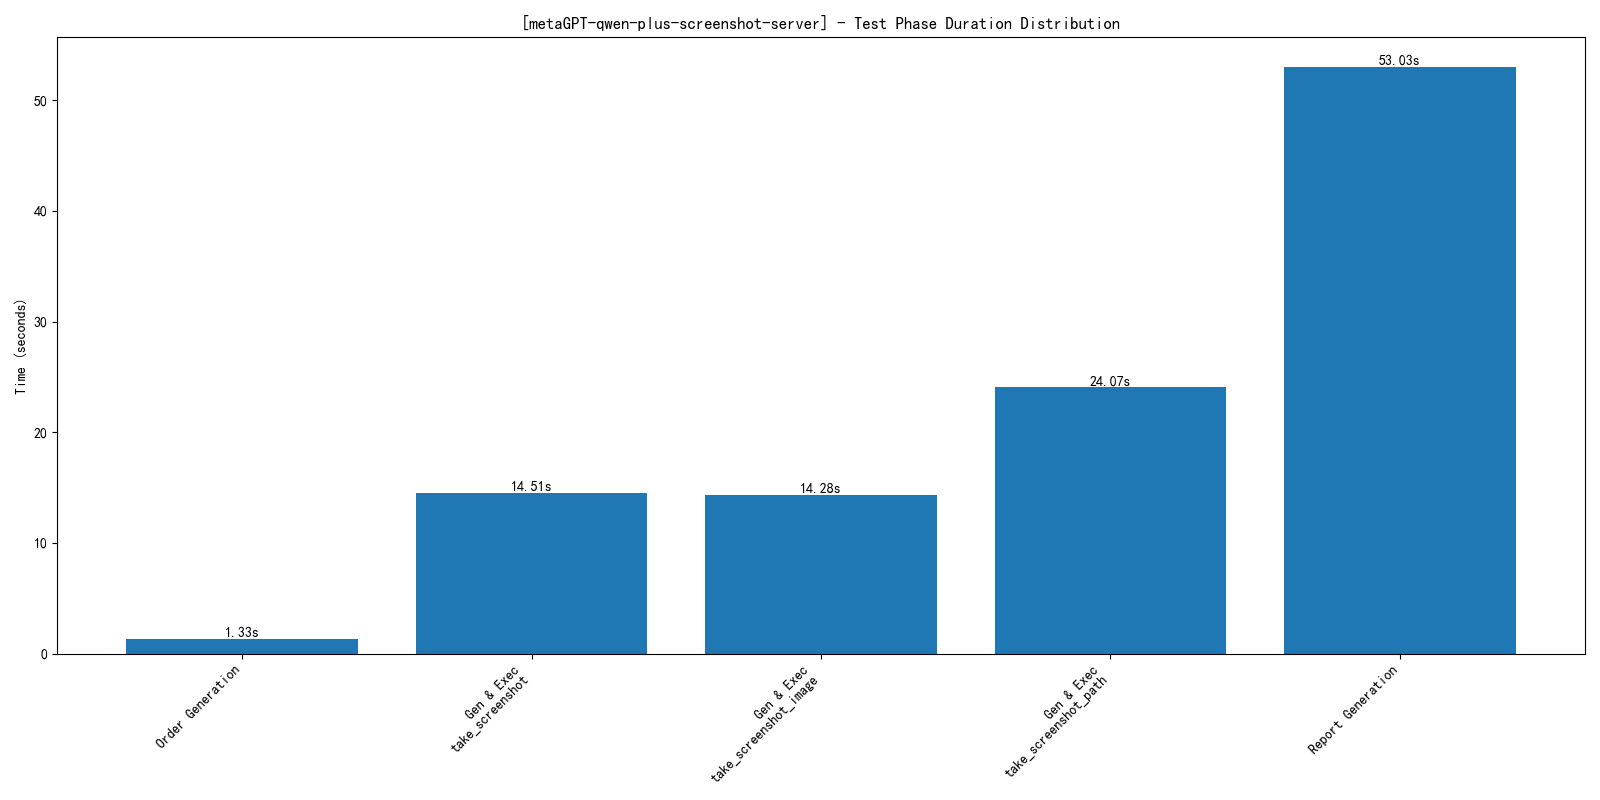 [metaGPT-qwen-plus-screenshot-server] - Test Phase Duration Distribution
Time (seconds)
50
40
30
20
10
0
1.33s
14.51s
14.28s
24.07s
53.03s
Order Generation
Gen & Exec
take_screenshot
Gen & Exec
take_screenshot_image
Gen & Exec
take_screenshot_path
Report Generation